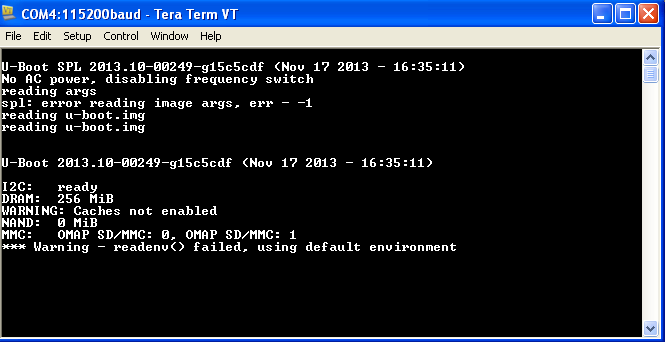 COM4:115200baud - Tera Term VT
File Edit Setup Control Window Help
U-Boot SPL 2013.10-00249-g15c5cdf (Nov 17 2013 - 16:35:11)
No AC power, disabling frequency switch
reading args
spl: error reading image args, err - -1
reading u-boot.img
reading u-boot.img
U-Boot 2013.10-00249-g15c5cdf (Nov 17 2013 - 16:35:11)
I2C:   ready
DRAM:  256 MiB
WARNING: Caches not enabled
NAND:  0 MiB
MMC:   OMAP SD/MMC: 0, OMAP SD/MMC: 1
*** Warning - readenv() failed, using default environment